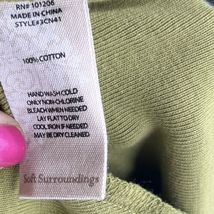 RN# 101206
MADE IN CHINA
STYLE#3CN41
100% COTTON
HAND WASH COLD
ONLY NON-CHLORINE
BLEACH WHEN NEEDED
LAY FLAT TO DRY
COOL IRON IF NEEDED
MAY BE DRY CLEANED
Soft Surroundings